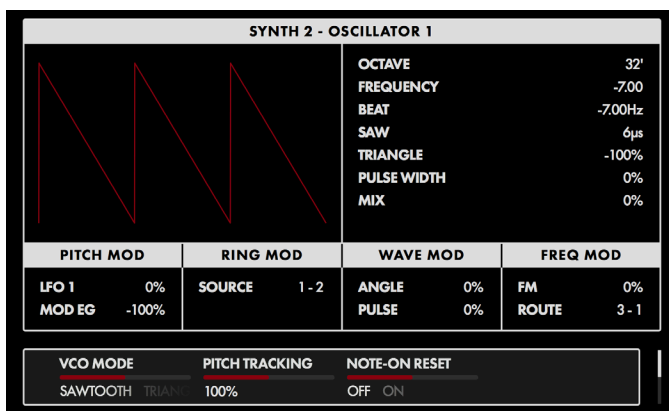 SYNTH 2 - OSCILLATOR 1
OCTAVE 32'
FREQUENCY -7.00
BEAT -7.00Hz
SAW 6µs
TRIANGLE -100%
PULSE WIDTH 0%
MIX 0%
PITCH MOD RING MOD WAVE MOD FREQ MOD
LFO 1 0% SOURCE 1 - 2 ANGLE 0% FM 0%
MOD EG -100% PULSE 0% ROUTE 3 - 1
VCO MODE PITCH TRACKING NOTE-ON RESET
SAWTOOTH TRIANG 100% OFF ON